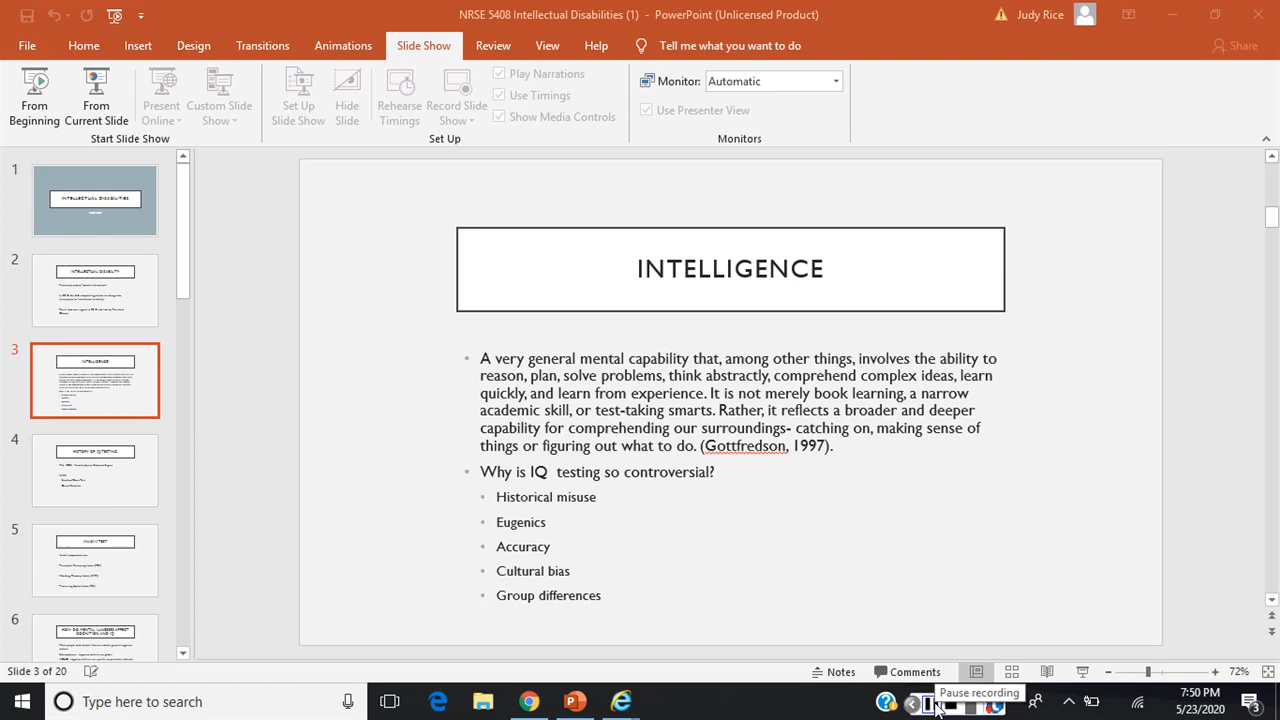 NRSE 5408 Intellectual Disabilities (1) - PowerPoint (Unlicensed Product)
Judy Rice
File Home Insert Design Transitions Animations Slide Show Review View Help Tell me what you want to do
Share
From Beginning
From Current Slide
Present Online
Custom Slide Show
Set Up Slide Show
Hide Slide
Rehearse Timings
Record Slide Show
Play Narrations
Use Timings
Show Media Controls
Monitor: Automatic
Use Presenter View
Start Slide Show
Set Up
Monitors
1
INTELLECTUAL DISABILITIES
2
INTELLECTUAL DISABILITY
3
INTELLIGENCE
4
HISTORY OF IQ TESTING
5
6
INTELLIGENCE
• A very general mental capability that, among other things, involves the ability to
reason, plan, solve problems, think abstractly, comprehend complex ideas, learn
quickly, and learn from experience. It is not merely book learning, a narrow
academic skill, or test-taking smarts. Rather, it reflects a broader and deeper
capability for comprehending our surroundings- catching on, making sense of
things or figuring out what to do. (Gottfredson, 1997).
• Why is IQ testing so controversial?
• Historical misuse
• Eugenics
• Accuracy
• Cultural bias
• Group differences
Slide 3 of 20
Notes
Comments
72%
Pause recording
Type here to search
7:50 PM
5/23/2020
3